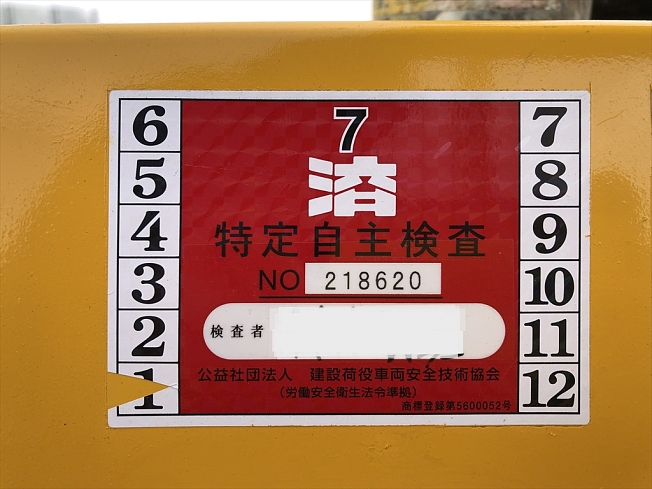 7
済
特定自主検査
NO 218620
検査者
公益社団法人 建設荷役車両安全技術協会
(労働安全衛生法令準拠)
商標登録第5600052号
6
5
4
3
2
1
7
8
9
10
11
12